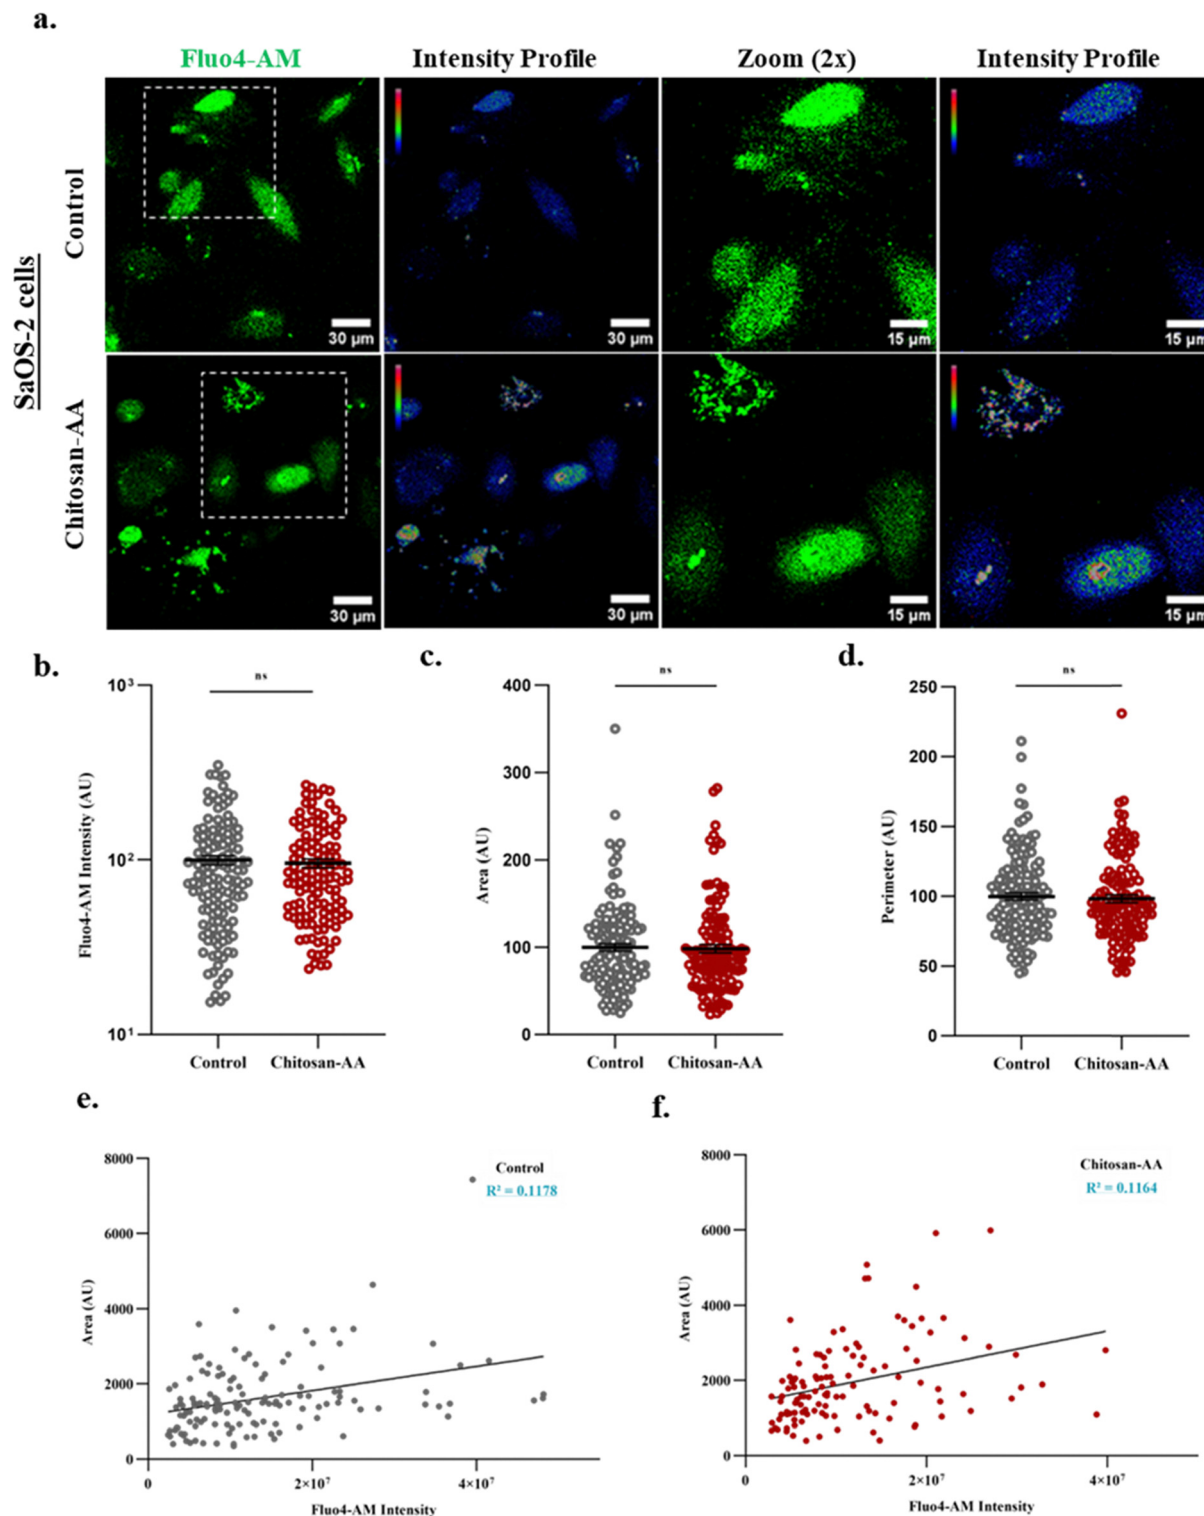 a.
Fluo4-AM Intensity Profile Zoom (2x) Intensity Profile
SaOS-2 cells
Control
30 µm 30 µm 15 µm 15 µm
Chitosan-AA
30 µm 30 µm 15 µm 15 µm
b.
ns
Fluo4-AM Intensity (AU)
10³
10²
10¹
Control Chitosan-AA
c.
ns
Area (AU)
400
300
200
100
0
Control Chitosan-AA
d.
ns
Perimeter (AU)
250
200
150
100
50
0
Control Chitosan-AA
e.
Control
R² = 0.1178
Area (AU)
8000
6000
4000
2000
0
0 2×10⁷ 4×10⁷
Fluo4-AM Intensity
f.
Chitosan-AA
R² = 0.1164
Area (AU)
8000
6000
4000
2000
0
0 2×10⁷ 4×10⁷
Fluo4-AM Intensity